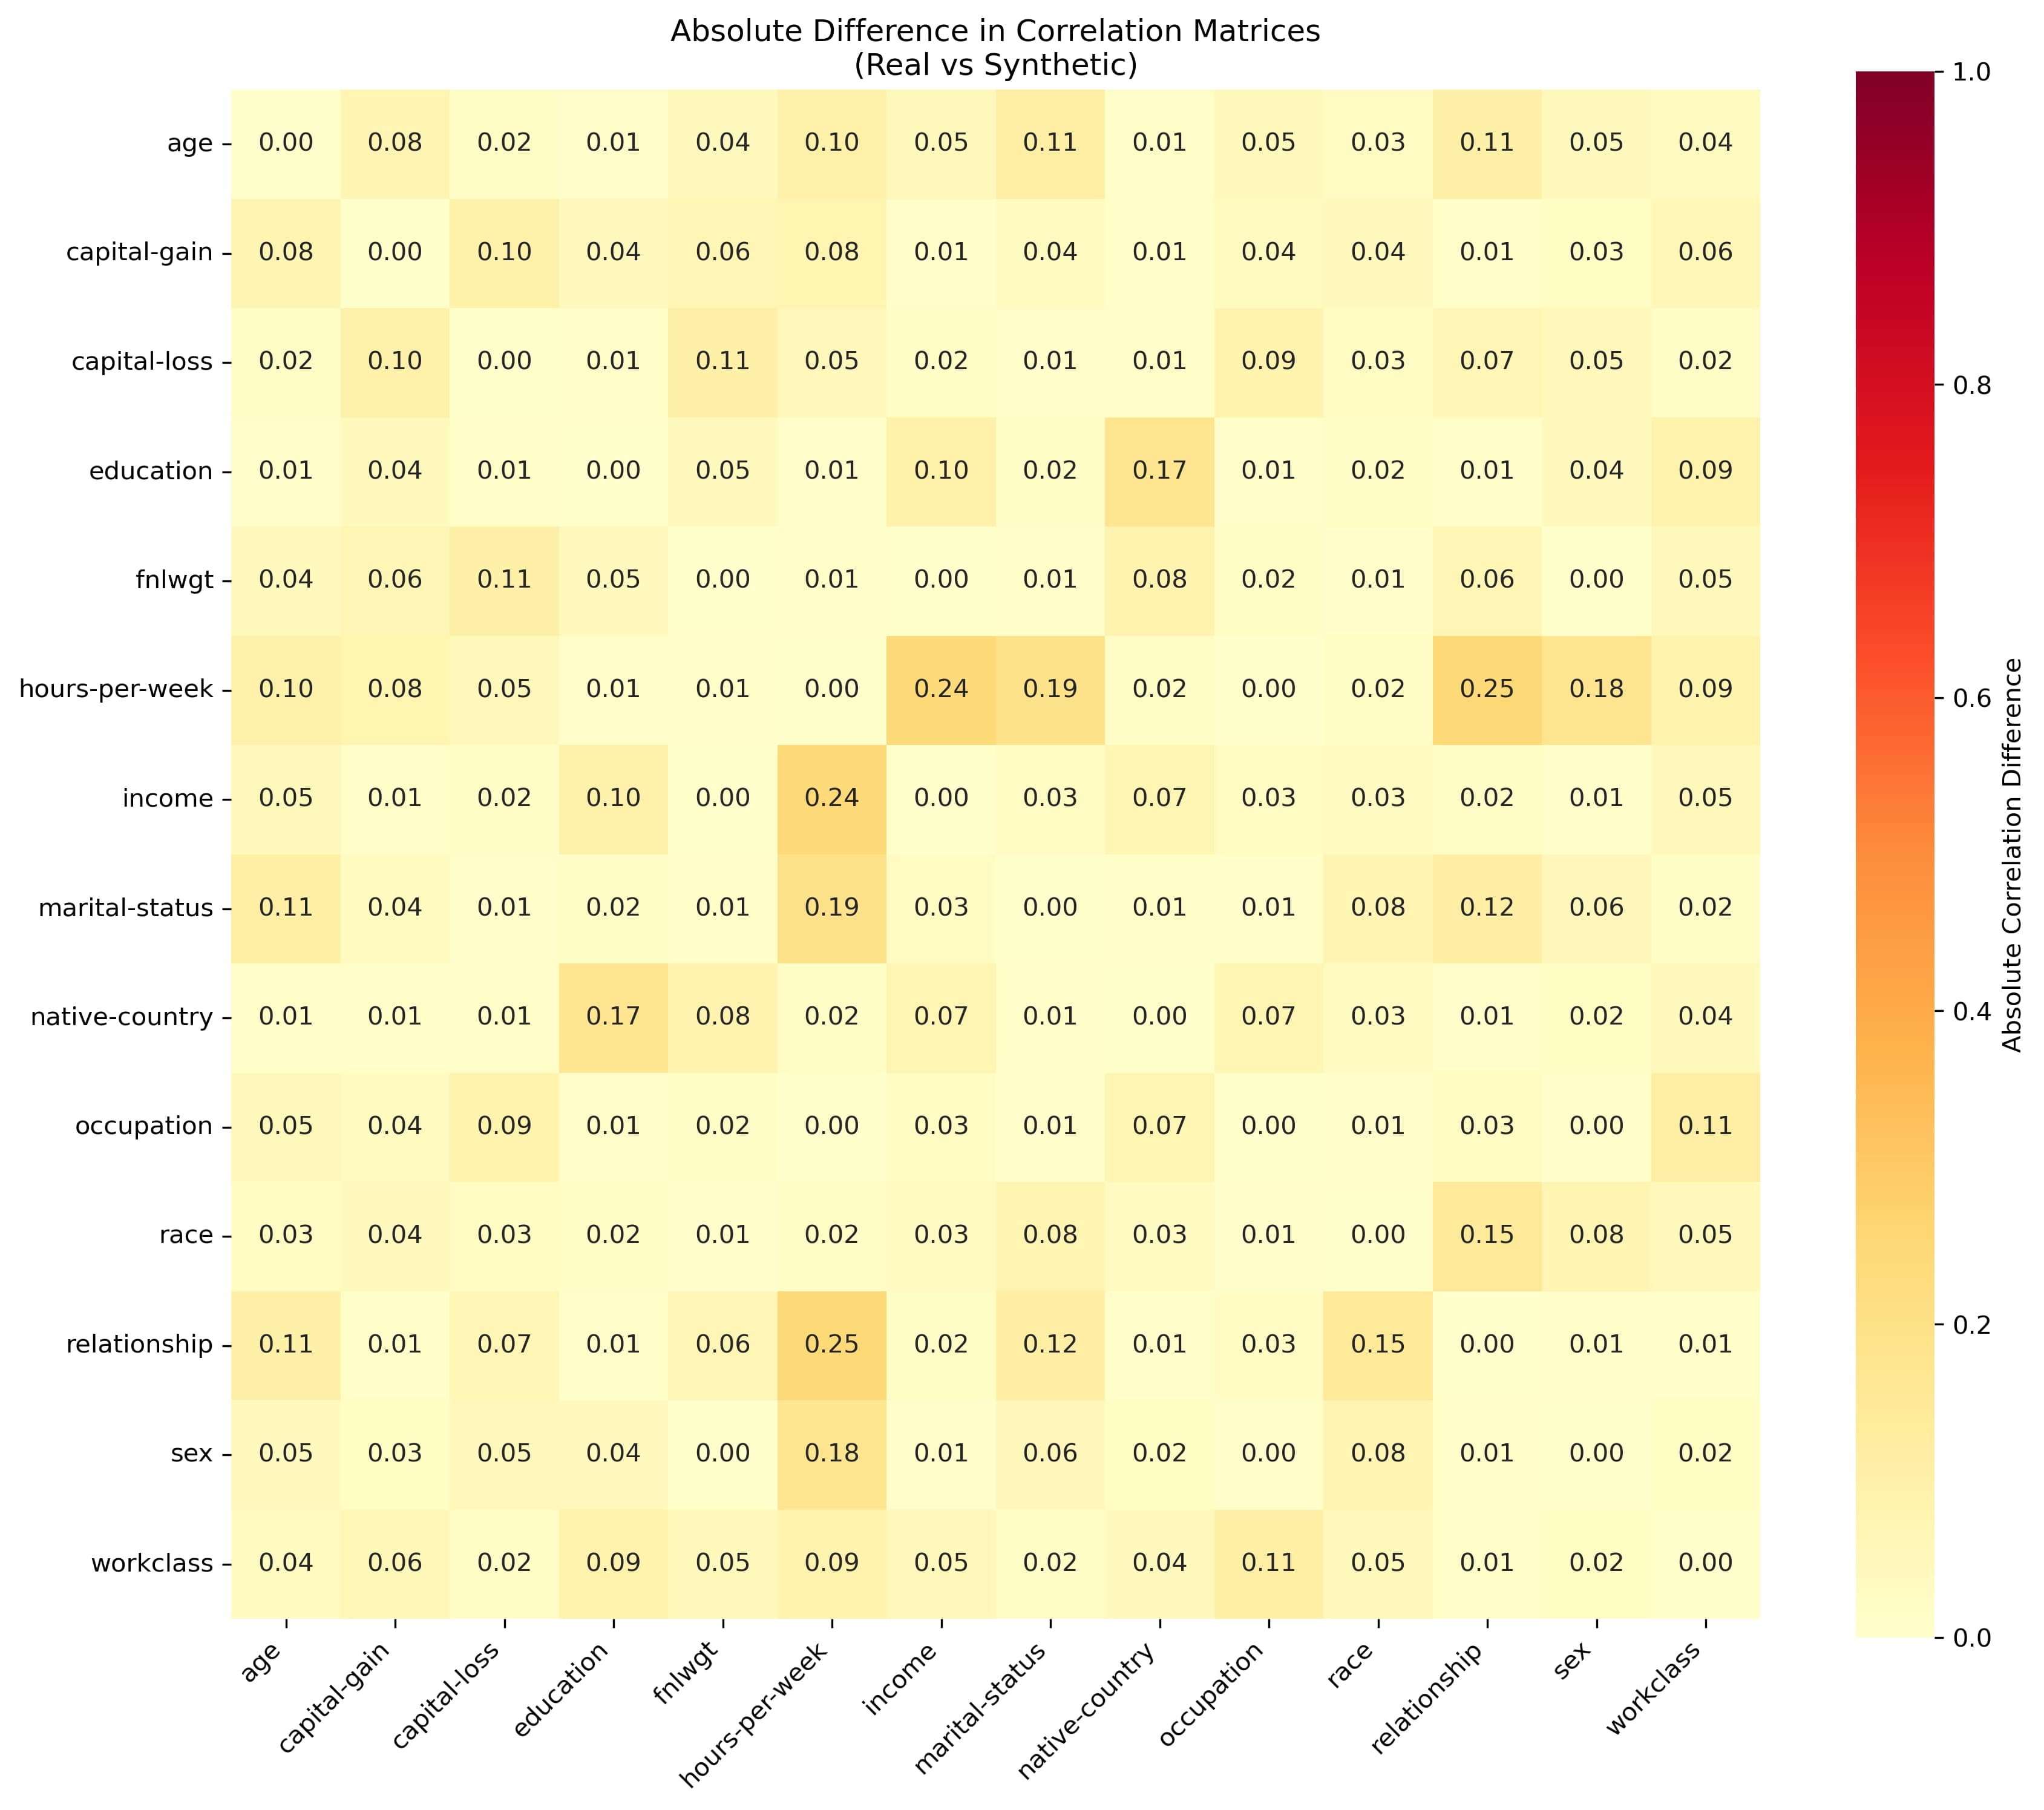 Absolute Difference in Correlation Matrices
(Real vs Synthetic)
age 0.00 0.08 0.02 0.01 0.04 0.10 0.05 0.11 0.01 0.05 0.03 0.11 0.05 0.04
capital-gain 0.08 0.00 0.10 0.04 0.06 0.08 0.01 0.04 0.01 0.04 0.04 0.01 0.03 0.06
capital-loss 0.02 0.10 0.00 0.01 0.11 0.05 0.02 0.01 0.01 0.09 0.03 0.07 0.05 0.02
education 0.01 0.04 0.01 0.00 0.05 0.01 0.10 0.02 0.17 0.01 0.02 0.01 0.04 0.09
fnlwgt 0.04 0.06 0.11 0.05 0.00 0.01 0.00 0.01 0.08 0.02 0.01 0.06 0.00 0.05
hours-per-week 0.10 0.08 0.05 0.01 0.01 0.00 0.24 0.19 0.02 0.00 0.02 0.25 0.18 0.09
income 0.05 0.01 0.02 0.10 0.00 0.24 0.00 0.03 0.07 0.03 0.03 0.02 0.01 0.05
marital-status 0.11 0.04 0.01 0.02 0.01 0.19 0.03 0.00 0.01 0.01 0.08 0.12 0.06 0.02
native-country 0.01 0.01 0.01 0.17 0.08 0.02 0.07 0.01 0.00 0.07 0.03 0.01 0.02 0.04
occupation 0.05 0.04 0.09 0.01 0.02 0.00 0.03 0.01 0.07 0.00 0.01 0.03 0.00 0.11
race 0.03 0.04 0.03 0.02 0.01 0.02 0.03 0.08 0.03 0.01 0.00 0.15 0.08 0.05
relationship 0.11 0.01 0.07 0.01 0.06 0.25 0.02 0.12 0.01 0.03 0.15 0.00 0.01 0.01
sex 0.05 0.03 0.05 0.04 0.00 0.18 0.01 0.06 0.02 0.00 0.08 0.01 0.00 0.02
workclass 0.04 0.06 0.02 0.09 0.05 0.09 0.05 0.02 0.04 0.11 0.05 0.01 0.02 0.00
age capital-gain capital-loss education fnlwgt hours-per-week income marital-status native-country occupation race relationship sex workclass
1.0
0.8
0.6
0.4
0.2
0.0
Absolute Correlation Difference